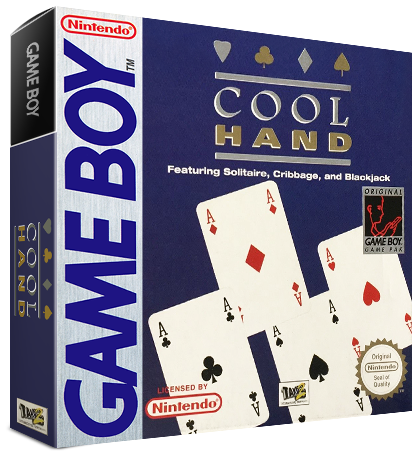 GAME BOY
COOL
HAND
Nintendo
GAME BOY
TM
COOL
HAND
Featuring Solitaire, Cribbage, and Blackjack
ORIGINAL
GAME BOY
GAME PAK
A
A
A
A
A
A
A
LICENSED BY
Nintendo
Original
Nintendo
Seal of
Quality